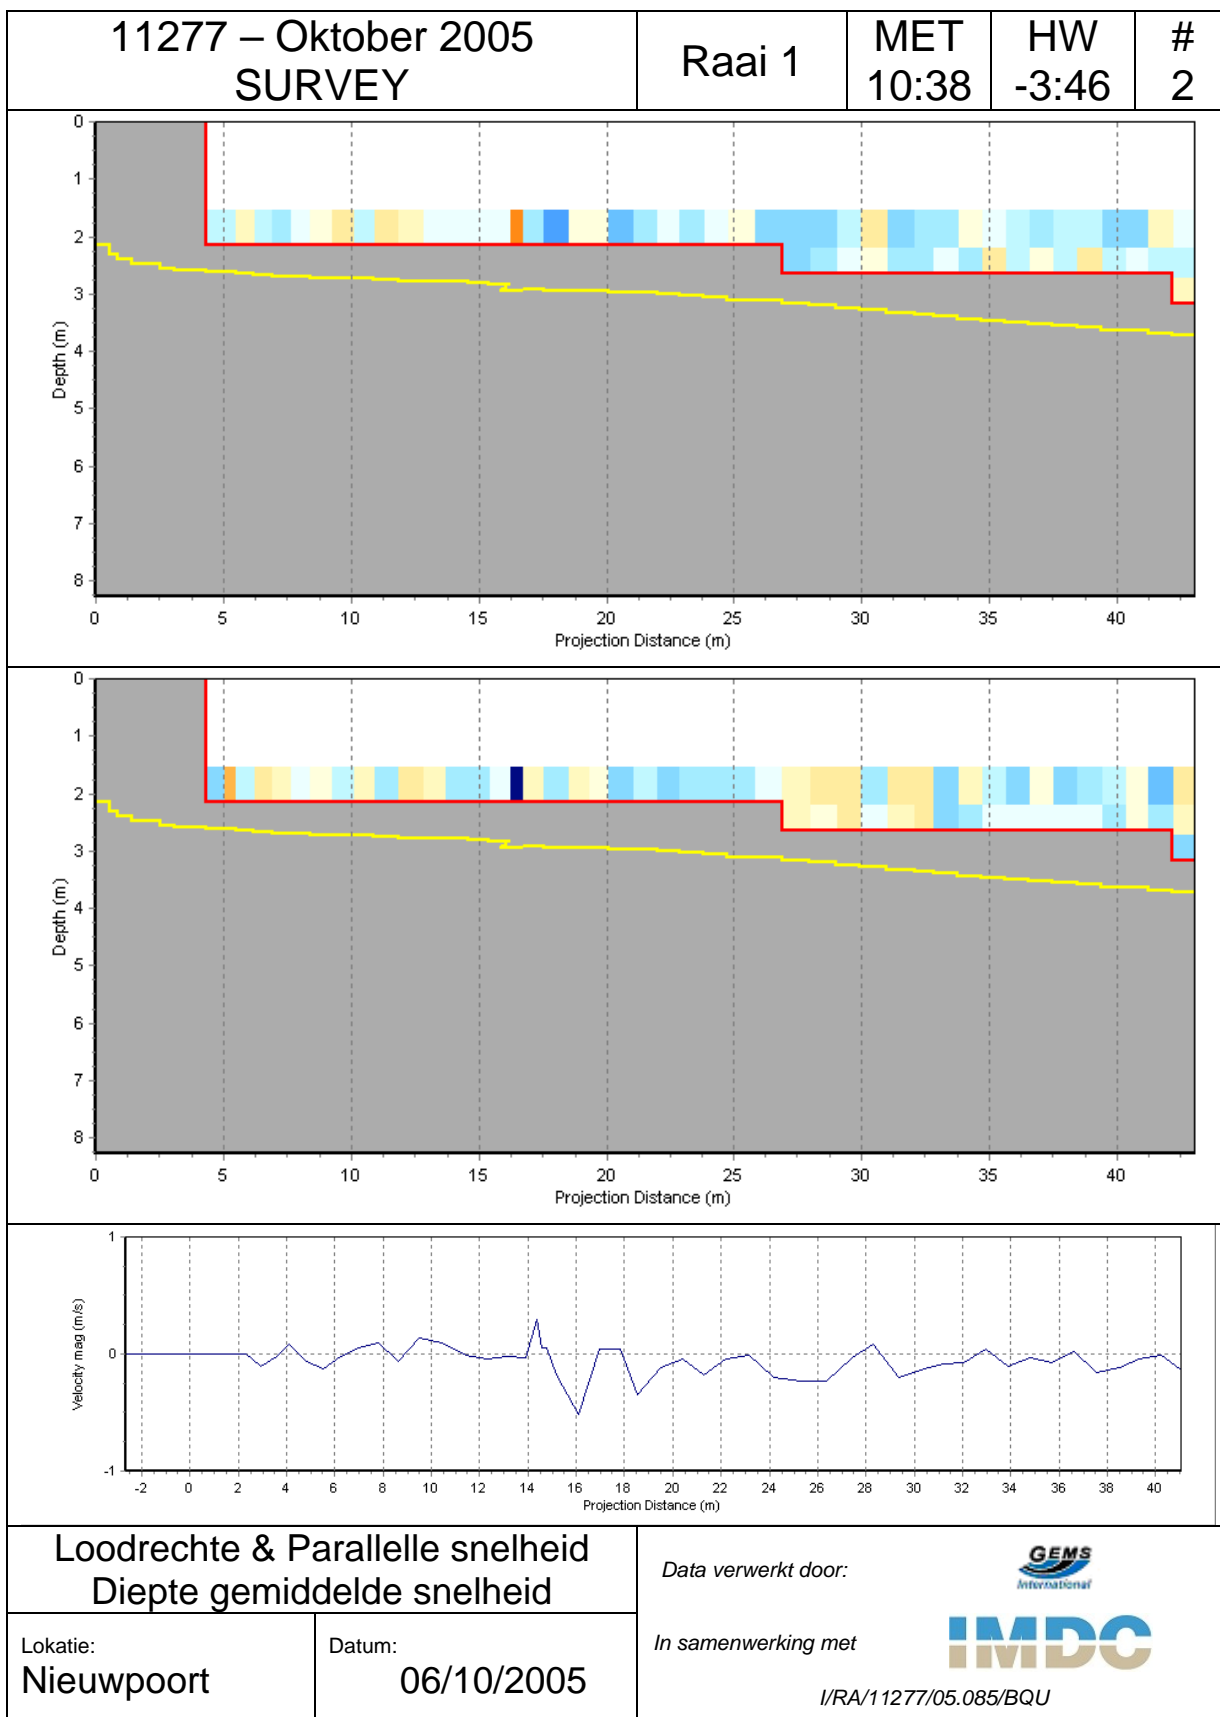 11277 – Oktober 2005
SURVEY
Raai 1
MET
10:38
HW
-3:46
#
2
0
1
2
3
4
5
6
7
8
Depth (m)
0 5 10 15 20 25 30 35 40
Projection Distance (m)
0
1
2
3
4
5
6
7
8
Depth (m)
0 5 10 15 20 25 30 35 40
Projection Distance (m)
1
0
-1
Velocity mag (m/s)
-2 0 2 4 6 8 10 12 14 16 18 20 22 24 26 28 30 32 34 36 38 40
Projection Distance (m)
Loodrechte & Parallelle snelheid
Diepte gemiddelde snelheid
Lokatie:
Nieuwpoort
Datum:
06/10/2005
Data verwerkt door:
GEMS
International
In samenwerking met
IMDC
I/RA/11277/05.085/BQU